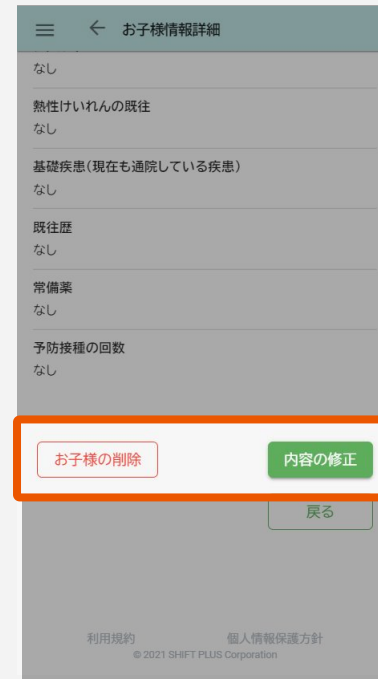 お子様情報詳細
なし
熱性けいれんの既往
なし
基礎疾患(現在も通院している疾患)
なし
既往歴
なし
常備薬
なし
予防接種の回数
なし
お子様の削除 内容の修正
戻る
利用規約 個人情報保護方針
© 2021 SHIFT PLUS Corporation